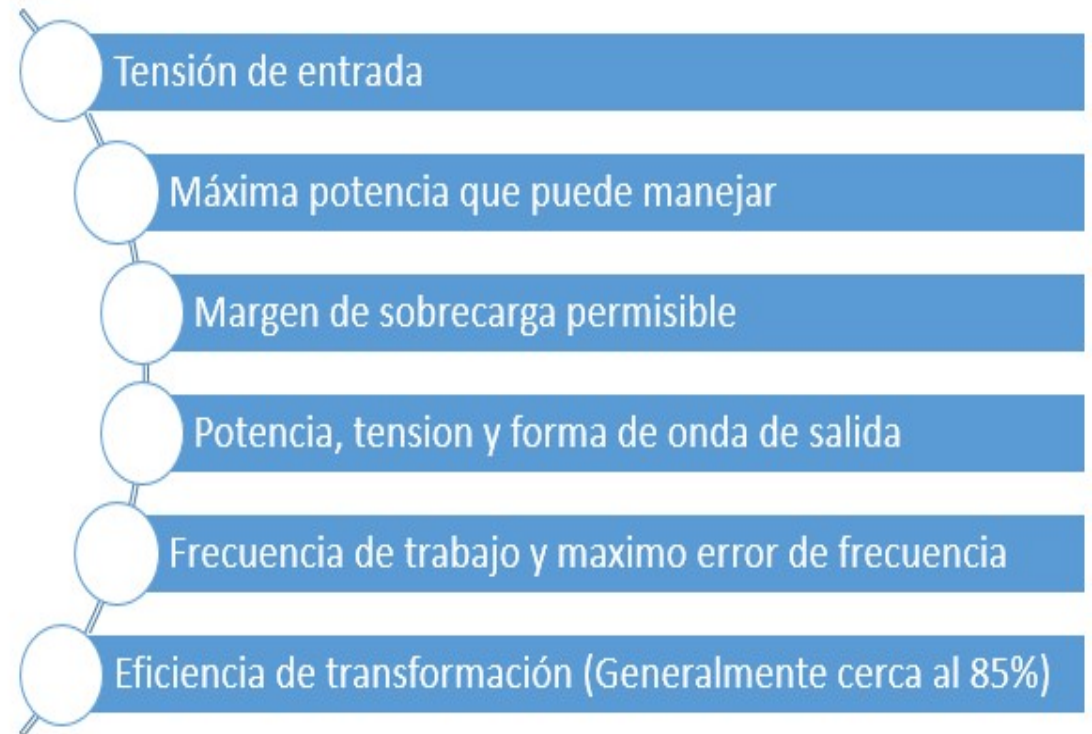 Tensión de entrada
Máxima potencia que puede manejar
Margen de sobrecarga permisible
Potencia, tension y forma de onda de salida
Frecuencia de trabajo y maximo error de frecuencia
Eficiencia de transformación (Generalmente cerca al 85%)